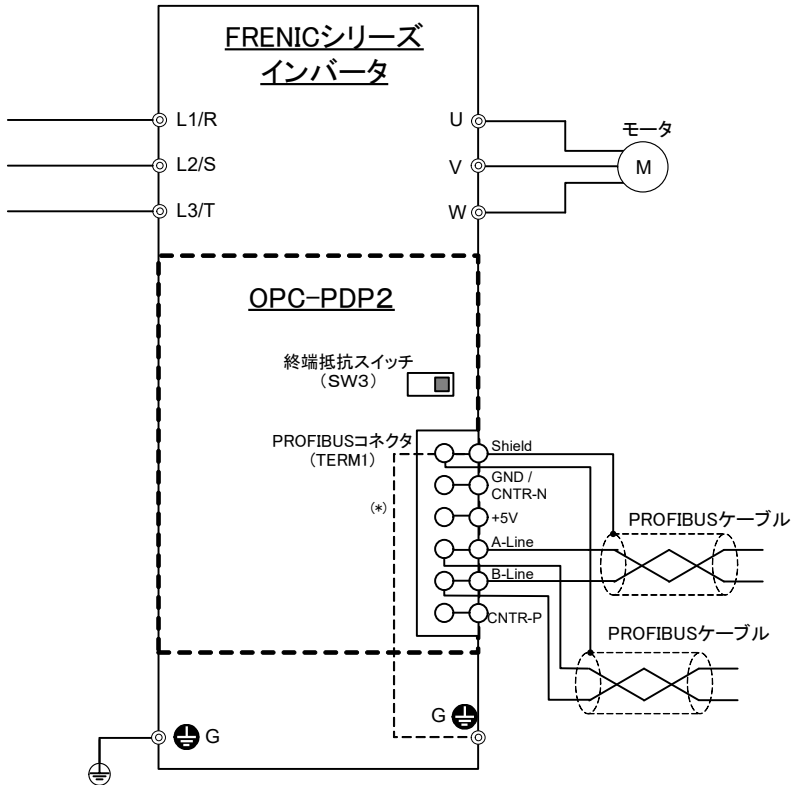 FRENICシリーズ
インバータ
L1/R
L2/S
L3/T
U
V
W
モータ
M
OPC-PDP2
終端抵抗スイッチ
(SW3)
PROFIBUSコネクタ
(TERM1)
(*)
Shield
GND /
CNTR-N
+5V
A-Line
B-Line
CNTR-P
PROFIBUSケーブル
PROFIBUSケーブル
G
G